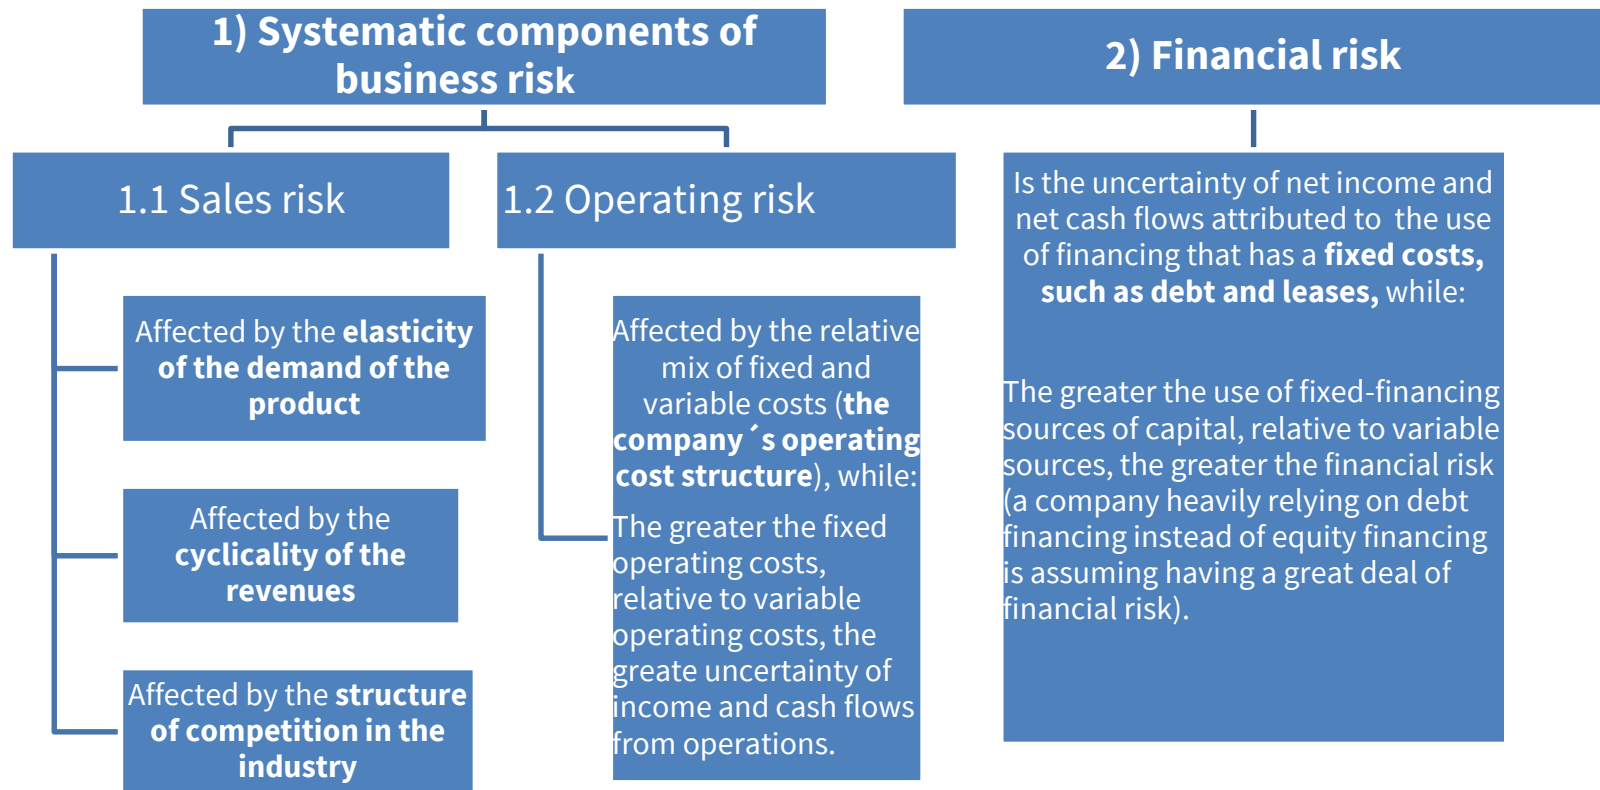 1) Systematic components of
business risk
2) Financial risk
1.1 Sales risk
1.2 Operating risk
Affected by the elasticity
of the demand of the
product
Affected by the
cyclicality of the
revenues
Affected by the structure
of competition in the
industry
Affected by the relative
mix of fixed and
variable costs (the
company ´s operating
cost structure), while:
The greater the fixed
operating costs,
relative to variable
operating costs, the
greate uncertainty of
income and cash flows
from operations.
Is the uncertainty of net income and
net cash flows attributed to  the use
of financing that has a fixed costs,
such as debt and leases, while:
The greater the use of fixed-financing
sources of capital, relative to variable
sources, the greater the financial risk
(a company heavily relying on debt
financing instead of equity financing
is assuming having a great deal of
financial risk).